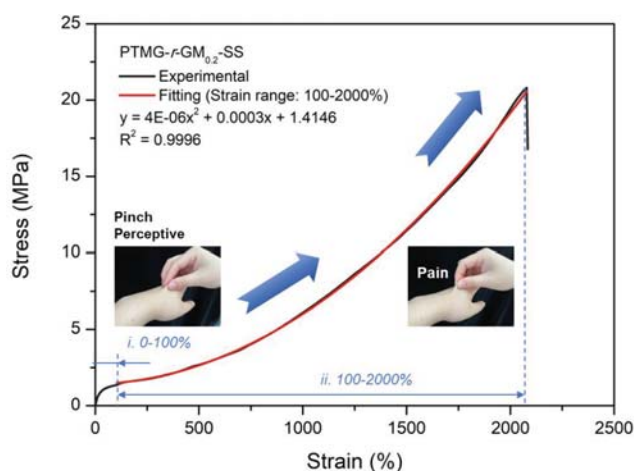 25
20
15
10
5
0
Stress (MPa)
PTMG-r-GM0.2-SS
Experimental
Fitting (Strain range: 100-2000%)
y = 4E-06x² + 0.0003x + 1.4146
R² = 0.9996
Pinch
Perceptive
Pain
i. 0-100%
ii. 100-2000%
0 500 1000 1500 2000 2500
Strain (%)